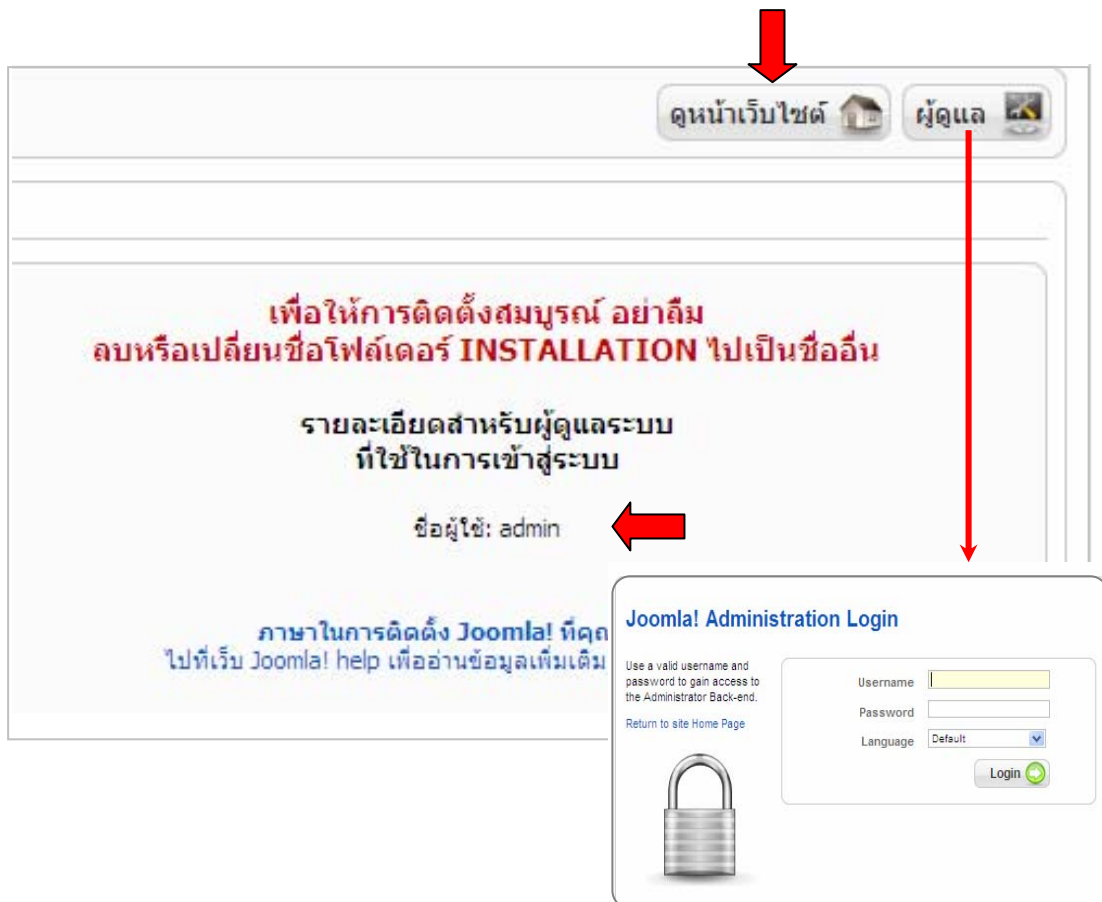 ดูหน้าเว็บไซต์
ผู้ดูแล
เพื่อให้การติดตั้งสมบูรณ์ อย่าลืม
ลบหรือเปลี่ยนชื่อโฟล์เดอร์ INSTALLATION ไปเป็นชื่ออื่น
รายละเอียดสำหรับผู้ดูแลระบบ
ที่ใช้ในการเข้าสู่ระบบ
ชื่อผู้ใช้: admin
ภาษาในการติดตั้ง Joomla! ที่คุณ
ไปที่เว็บ Joomla! help เพื่ออ่านข้อมูลเพิ่มเติม
Joomla! Administration Login
Use a valid username and
password to gain access to
the Administrator Back-end.
Return to site Home Page
Username
Password
Language Default
Login